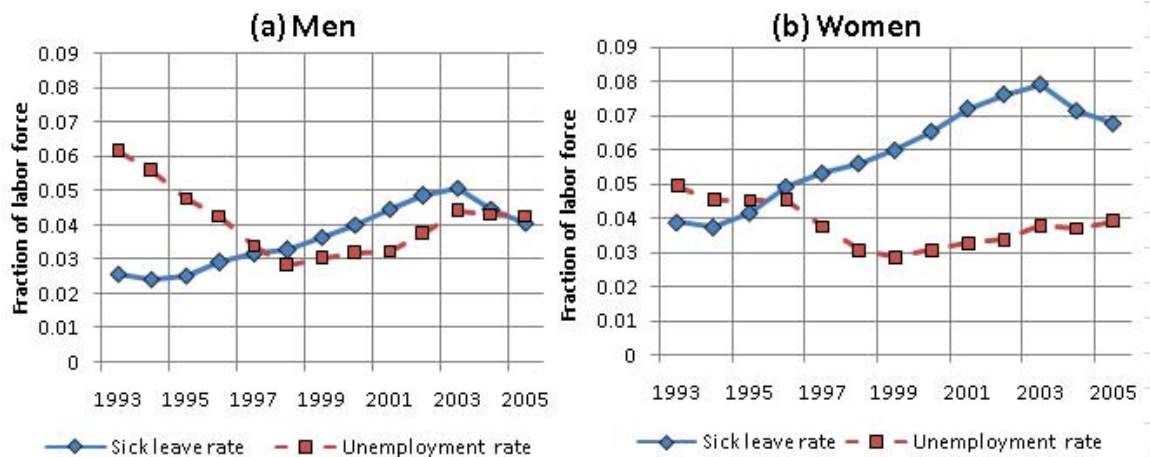 (a) Men
Fraction of labor force
0.09
0.08
0.07
0.06
0.05
0.04
0.03
0.02
0.01
0
1993 1995 1997 1999 2001 2003 2005
Sick leave rate Unemployment rate
(b) Women
Fraction of labor force
0.09
0.08
0.07
0.06
0.05
0.04
0.03
0.02
0.01
0
1993 1995 1997 1999 2001 2003 2005
Sick leave rate Unemployment rate